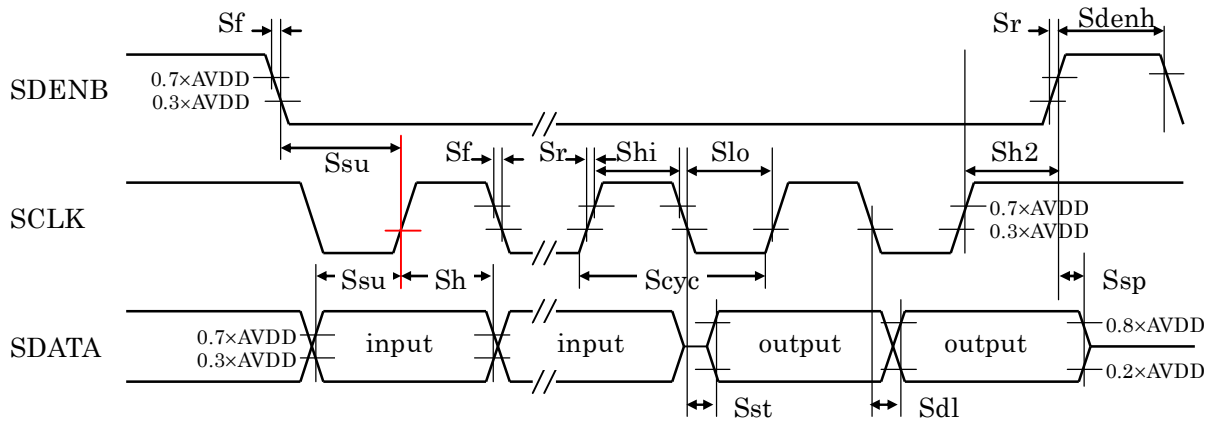 Sf
Sr
Sdenh
SDENB
0.7×AVDD
0.3×AVDD
Ssu
Sf
Sr
Shi
Slo
Sh2
SCLK
0.7×AVDD
0.3×AVDD
Ssu
Sh
Scyc
Ssp
SDATA
0.7×AVDD
0.3×AVDD
input
input
output
output
0.8×AVDD
0.2×AVDD
Sst
Sdl